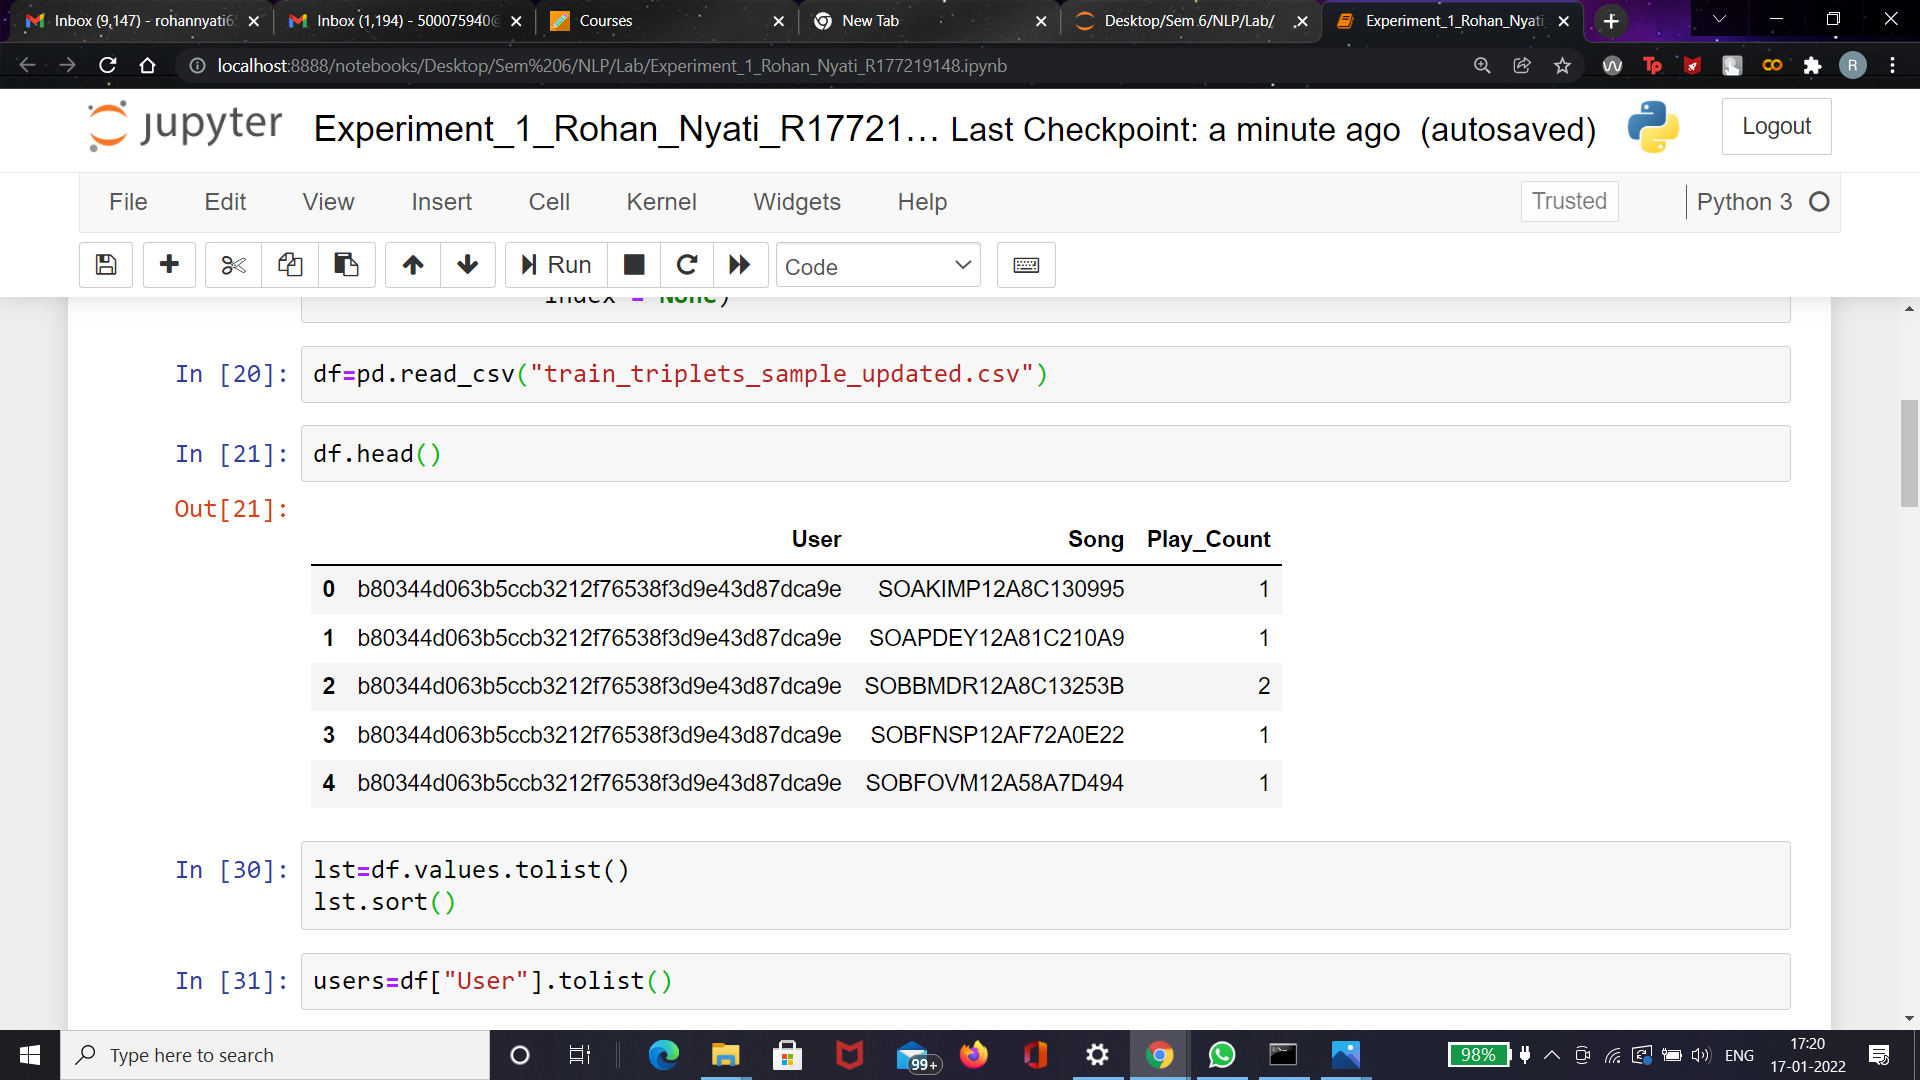 Inbox (9,147) - rohannyati6
Inbox (1,194) - 500075940@
Courses
New Tab
Desktop/Sem 6/NLP/Lab/
Experiment_1_Rohan_Nyati
localhost:8888/notebooks/Desktop/Sem%206/NLP/Lab/Experiment_1_Rohan_Nyati_R177219148.ipynb
Tp
R
jupyter Experiment_1_Rohan_Nyati_R17721... Last Checkpoint: a minute ago (autosaved)
Logout
File Edit View Insert Cell Kernel Widgets Help
Trusted
Python 3
Run
Code
index = None)
In [20]: df=pd.read_csv("train_triplets_sample_updated.csv")
In [21]: df.head()
Out[21]:
User Song Play_Count
0 b80344d063b5ccb3212f76538f3d9e43d87dca9e SOAKIMP12A8C130995 1
1 b80344d063b5ccb3212f76538f3d9e43d87dca9e SOAPDEY12A81C210A9 1
2 b80344d063b5ccb3212f76538f3d9e43d87dca9e SOBBMDR12A8C13253B 2
3 b80344d063b5ccb3212f76538f3d9e43d87dca9e SOBFNSP12AF72A0E22 1
4 b80344d063b5ccb3212f76538f3d9e43d87dca9e SOBFOVM12A58A7D494 1
In [30]: lst=df.values.tolist()
lst.sort()
In [31]: users=df["User"].tolist()
Type here to search
99+
98%
ENG
17:20
17-01-2022